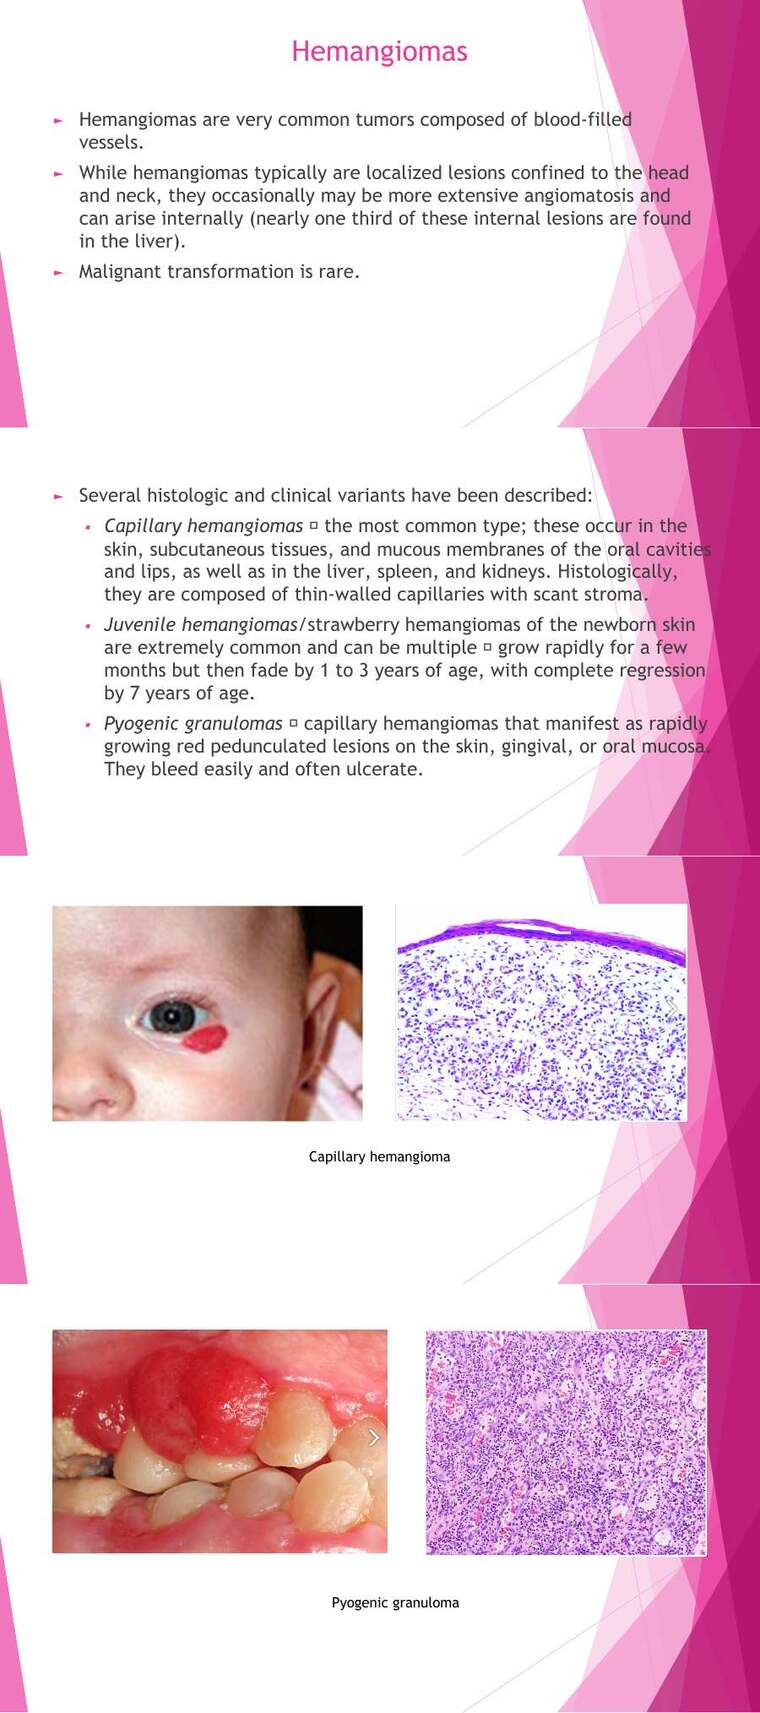 Hemangiomas
► Hemangiomas are very common tumors composed of blood-filled
vessels.
► While hemangiomas typically are localized lesions confined to the head
and neck, they occasionally may be more extensive angiomatosis and
can arise internally (nearly one third of these internal lesions are found
in the liver).
► Malignant transformation is rare.
► Several histologic and clinical variants have been described:
▪ Capillary hemangiomas □ the most common type; these occur in the
skin, subcutaneous tissues, and mucous membranes of the oral cavities
and lips, as well as in the liver, spleen, and kidneys. Histologically,
they are composed of thin-walled capillaries with scant stroma.
▪ Juvenile hemangiomas/strawberry hemangiomas of the newborn skin
are extremely common and can be multiple □ grow rapidly for a few
months but then fade by 1 to 3 years of age, with complete regression
by 7 years of age.
▪ Pyogenic granulomas □ capillary hemangiomas that manifest as rapidly
growing red pedunculated lesions on the skin, gingival, or oral mucosa.
They bleed easily and often ulcerate.
Capillary hemangioma
Pyogenic granuloma